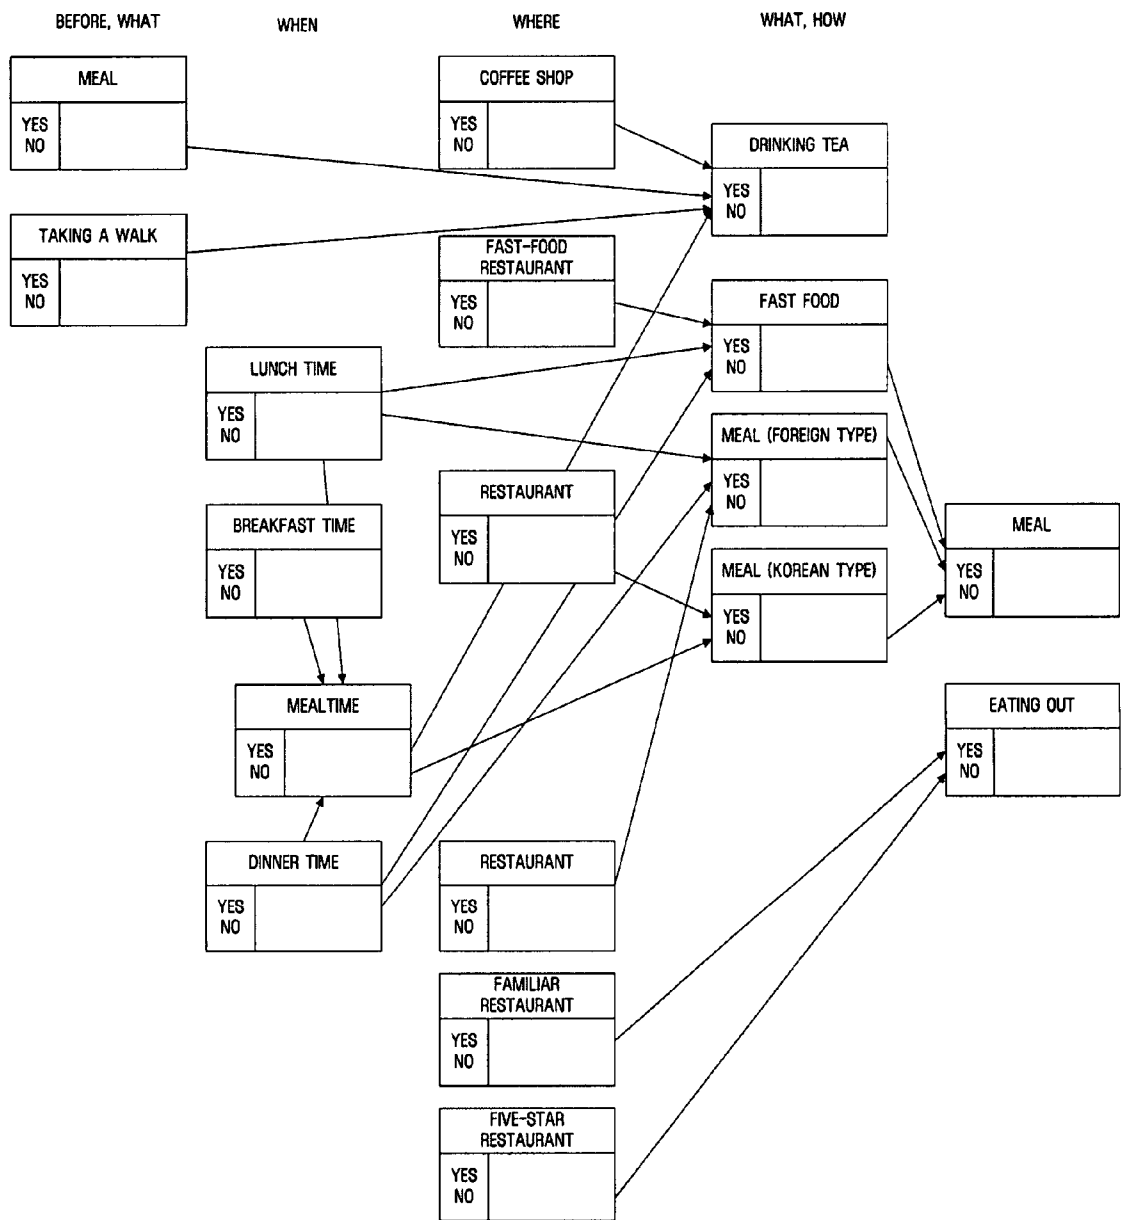 BEFORE, WHAT
WHEN
WHERE
WHAT, HOW
MEAL
YES
NO
TAKING A WALK
YES
NO
LUNCH TIME
YES
NO
BREAKFAST TIME
YES
NO
MEALTIME
YES
NO
DINNER TIME
YES
NO
COFFEE SHOP
YES
NO
FAST-FOOD
RESTAURANT
YES
NO
RESTAURANT
YES
NO
RESTAURANT
YES
NO
FAMILIAR
RESTAURANT
YES
NO
FIVE-STAR
RESTAURANT
YES
NO
DRINKING TEA
YES
NO
FAST FOOD
YES
NO
MEAL (FOREIGN TYPE)
YES
NO
MEAL (KOREAN TYPE)
YES
NO
MEAL
YES
NO
EATING OUT
YES
NO